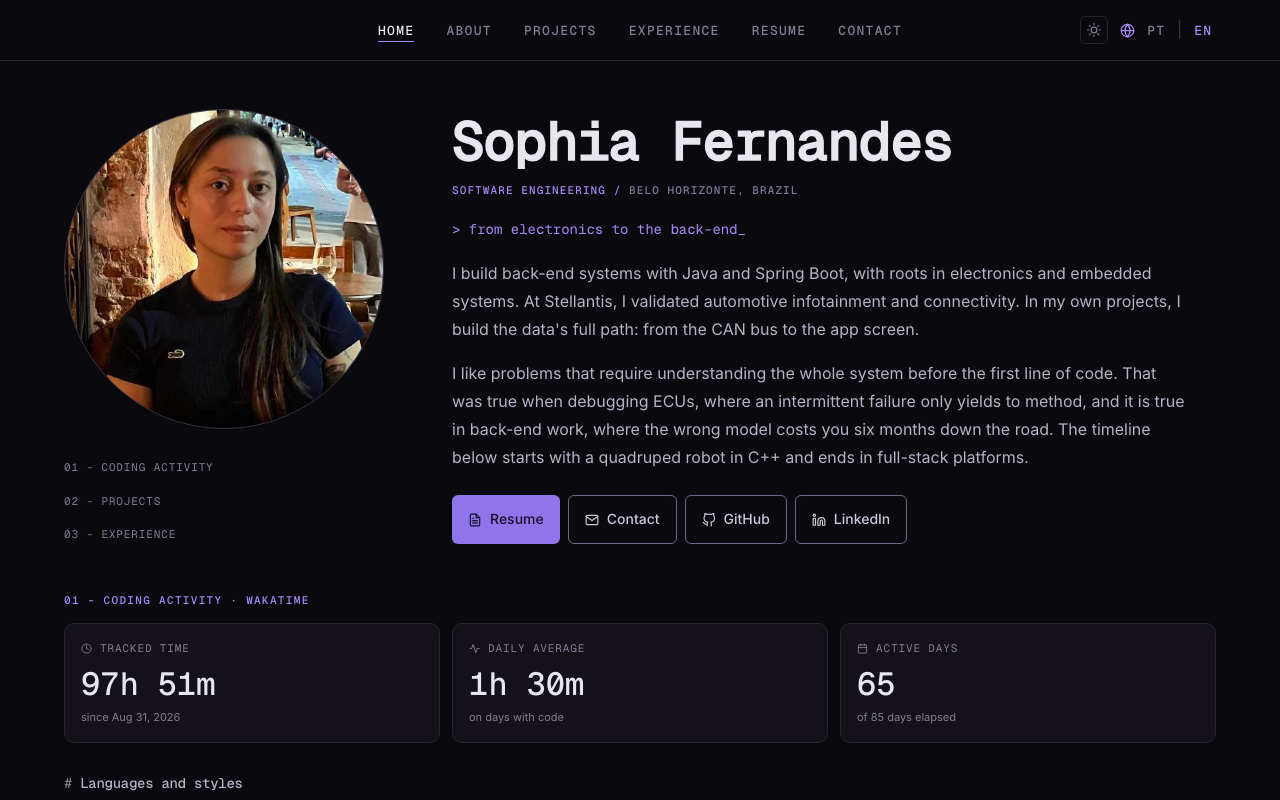 HOME ABOUT PROJECTS EXPERIENCE RESUME CONTACT PT EN
Sophia Fernandes
SOFTWARE ENGINEERING / BELO HORIZONTE, BRAZIL
> from electronics to the back-end_
I build back-end systems with Java and Spring Boot, with roots in electronics and embedded
systems. At Stellantis, I validated automotive infotainment and connectivity. In my own projects, I
build the data's full path: from the CAN bus to the app screen.
I like problems that require understanding the whole system before the first line of code. That
was true when debugging ECUs, where an intermittent failure only yields to method, and it is true
in back-end work, where the wrong model costs you six months down the road. The timeline
below starts with a quadruped robot in C++ and ends in full-stack platforms.
Resume Contact GitHub LinkedIn
01 - CODING ACTIVITY
02 - PROJECTS
03 - EXPERIENCE
01 - CODING ACTIVITY · WAKATIME
TRACKED TIME
97h 51m
since Aug 31, 2026
DAILY AVERAGE
1h 30m
on days with code
ACTIVE DAYS
65
of 85 days elapsed
# Languages and styles